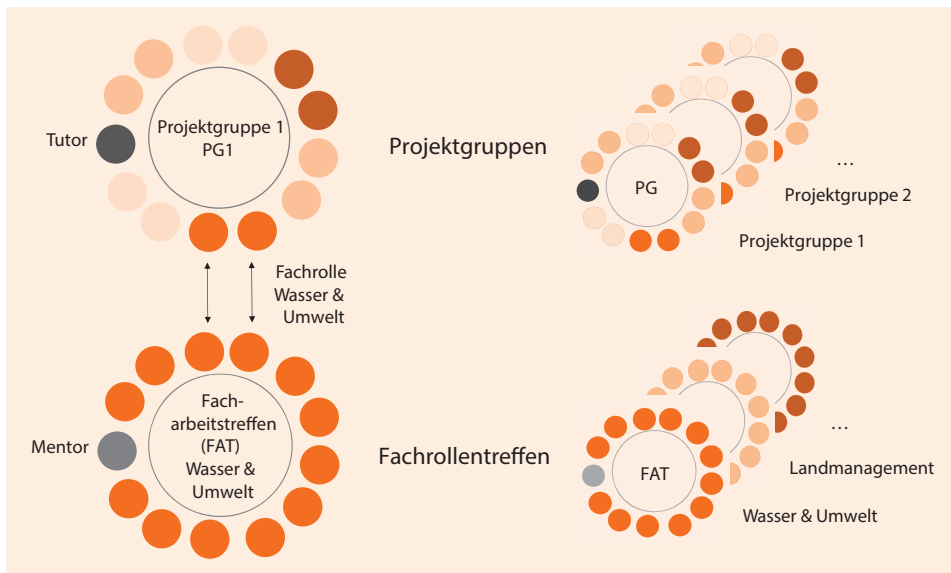 Projektgruppe 1
PG1
Tutor
Projektgruppen
PG
...
Projektgruppe 2
Projektgruppe 1
Fachrolle
Wasser &
Umwelt
Fach-
arbeitstreffen
(FAT)
Wasser &
Umwelt
Mentor
Fachrollentreffen
FAT
...
Landmanagement
Wasser & Umwelt